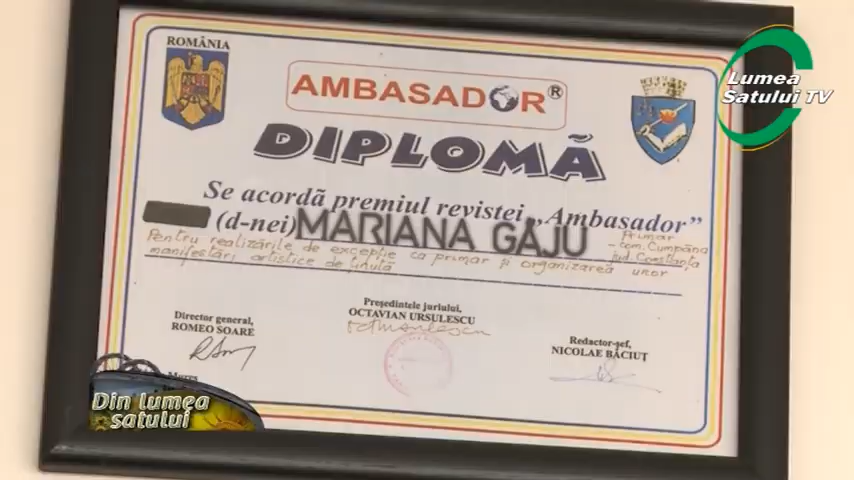 ROMÂNIA
AMBASADOR®
Lumea
Satului TV
DIPLOMĂ
Se acordă premiul revistei „Ambasador”
(d-nei) MARIANA GÂJU
Primar
- com. Cumpăna
jud. Constanța
Pentru realizările de excepție ca primar și organizarea unor
manifestări artistice de ținută
Director general,
ROMEO SOARE
Președintele juriului,
OCTAVIAN URSULESCU
Redactor-șef,
NICOLAE BĂCIUȚ
Din lumea
satului